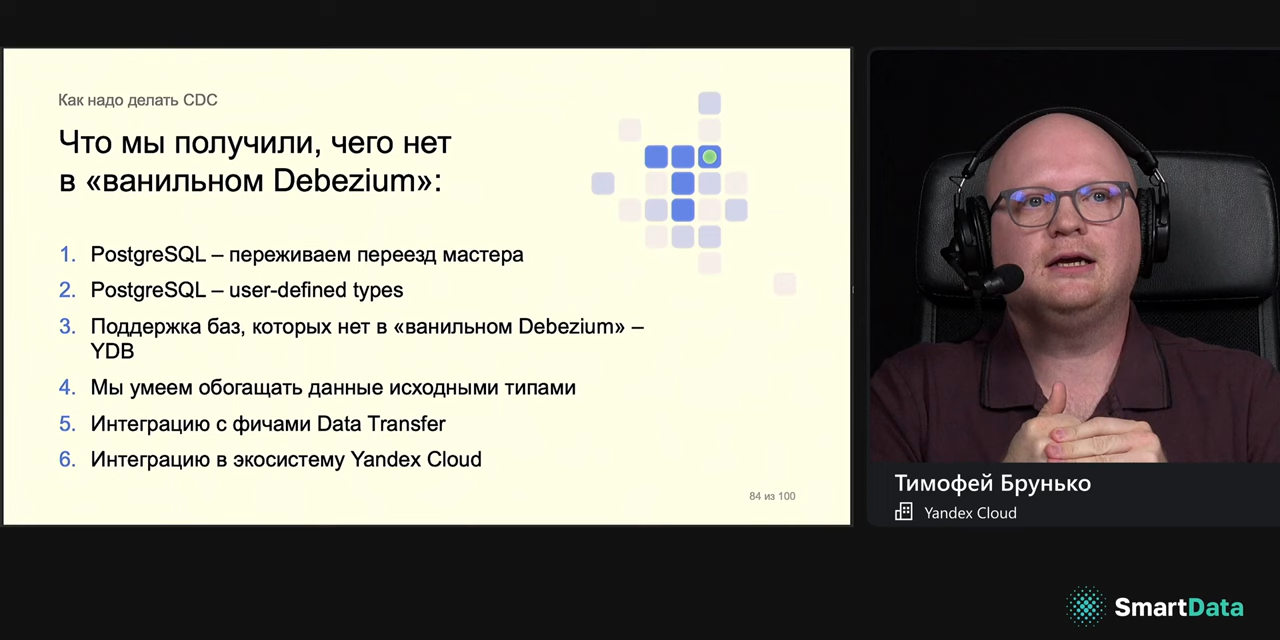 Как надо делать CDC
Что мы получили, чего нет
в «ванильном Debezium»:
1. PostgreSQL – переживаем переезд мастера
2. PostgreSQL – user-defined types
3. Поддержка баз, которых нет в «ванильном Debezium» –
YDB
4. Мы умеем обогащать данные исходными типами
5. Интеграцию с фичами Data Transfer
6. Интеграцию в экосистему Yandex Cloud
84 из 100
Тимофей Брунько
Yandex Cloud
SmartData